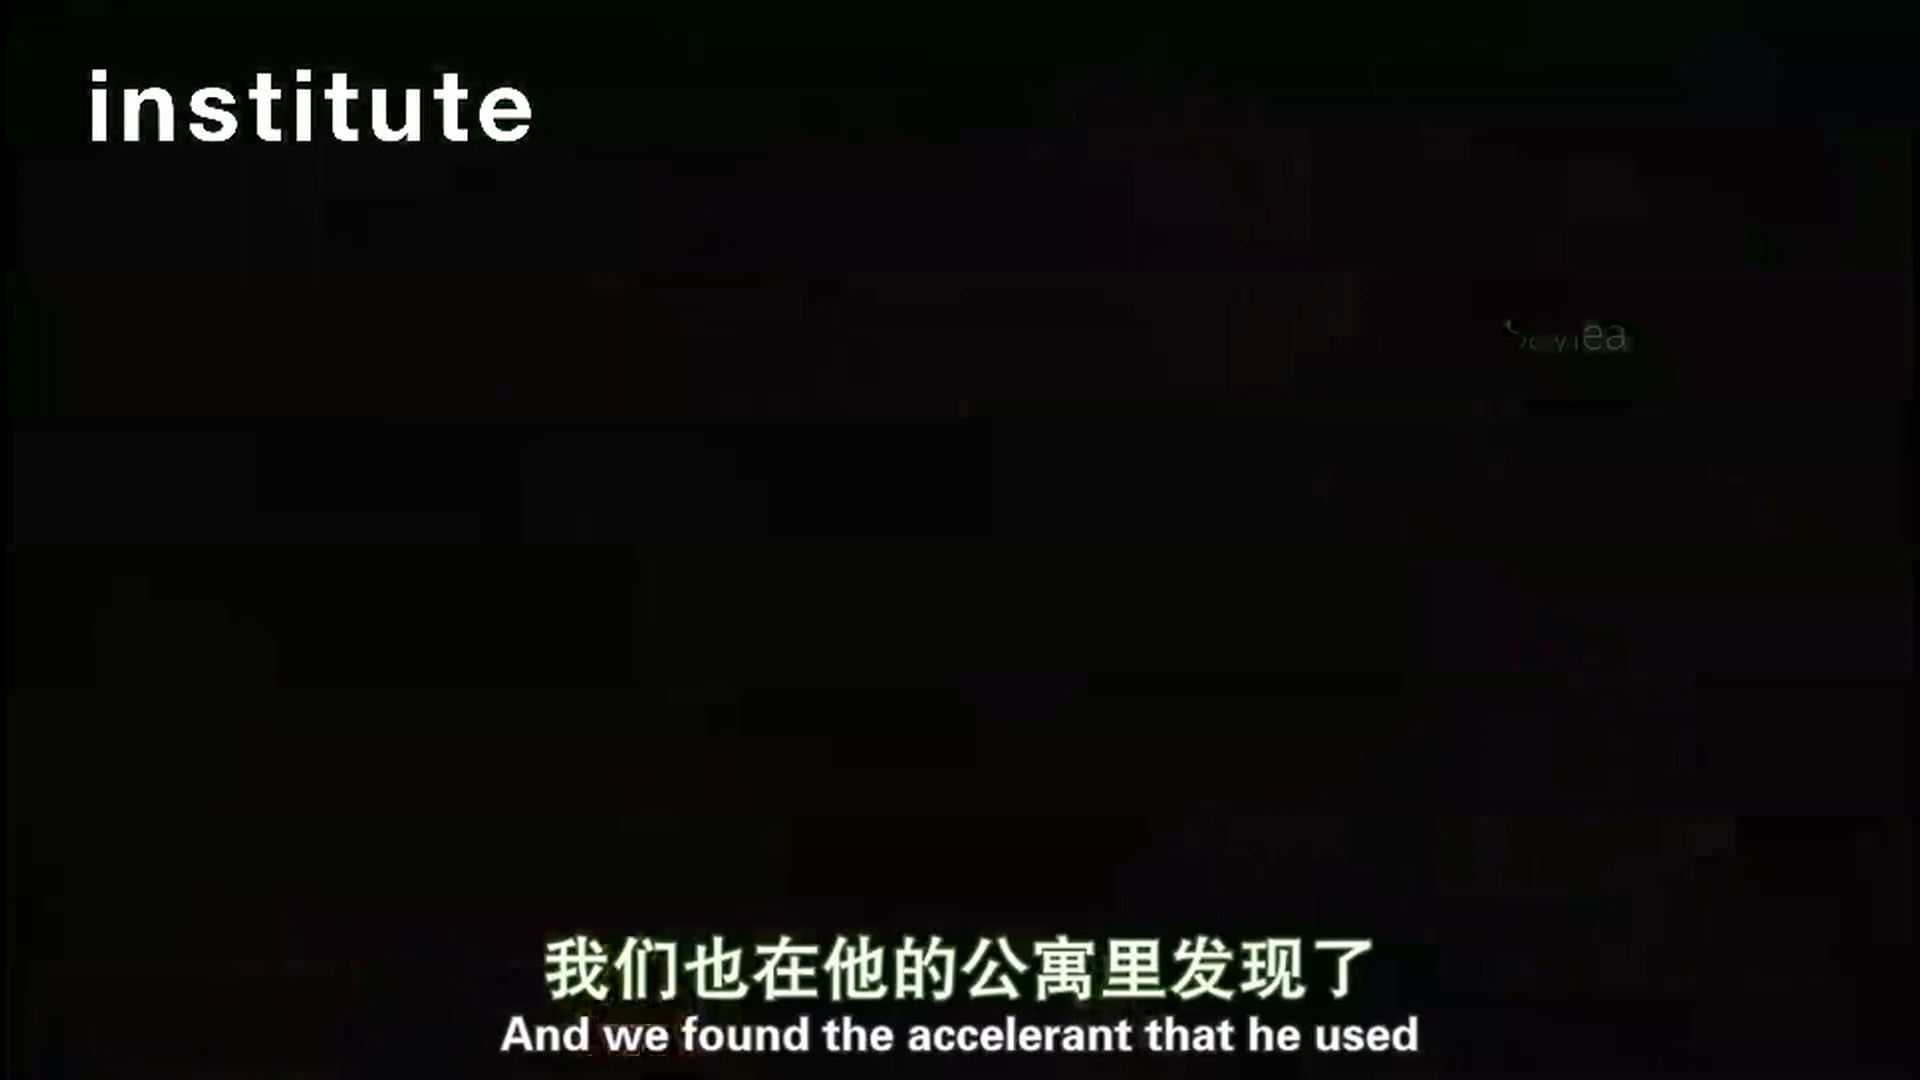 institute
我们也在他的公寓里发现了
And we found the accelerant that he used